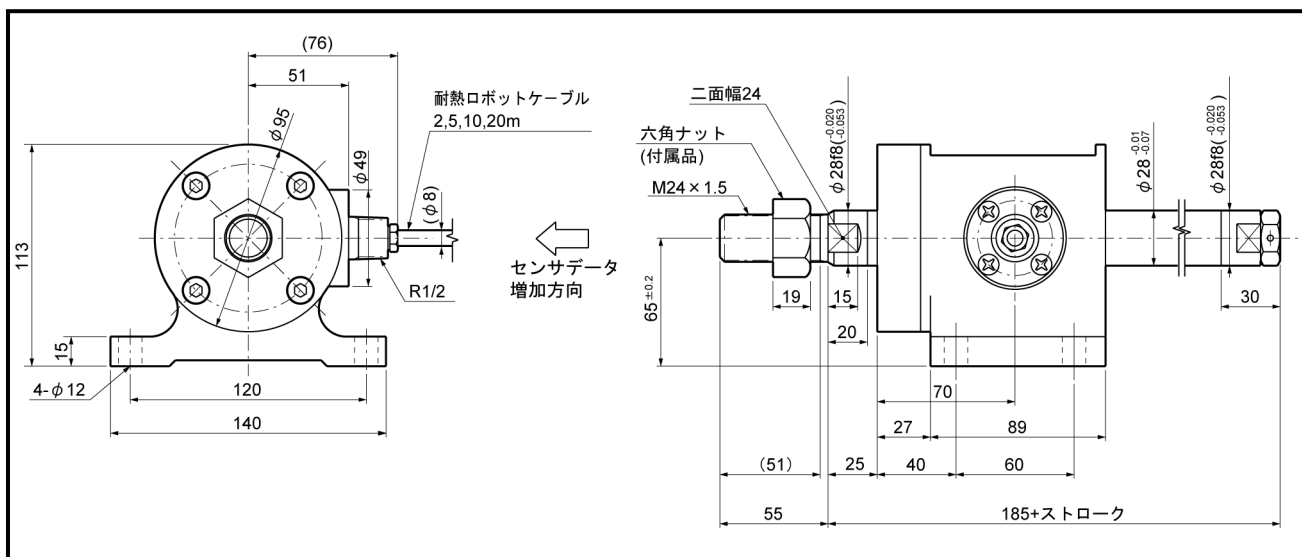 (76)
51
耐熱ロボットケーブル
2,5,10,20m
φ95
φ49
(φ8)
113
15
R1/2
4-φ12
120
140
センサデータ
増加方向
二面幅24
六角ナット
(付属品)
M24×1.5
φ28f8(-0.020
-0.053)
φ28 -0.01
-0.07
φ28f8(-0.020
-0.053)
65±0.2
19
15
20
30
70
27
89
(51)
25
40
60
55
185+ストローク